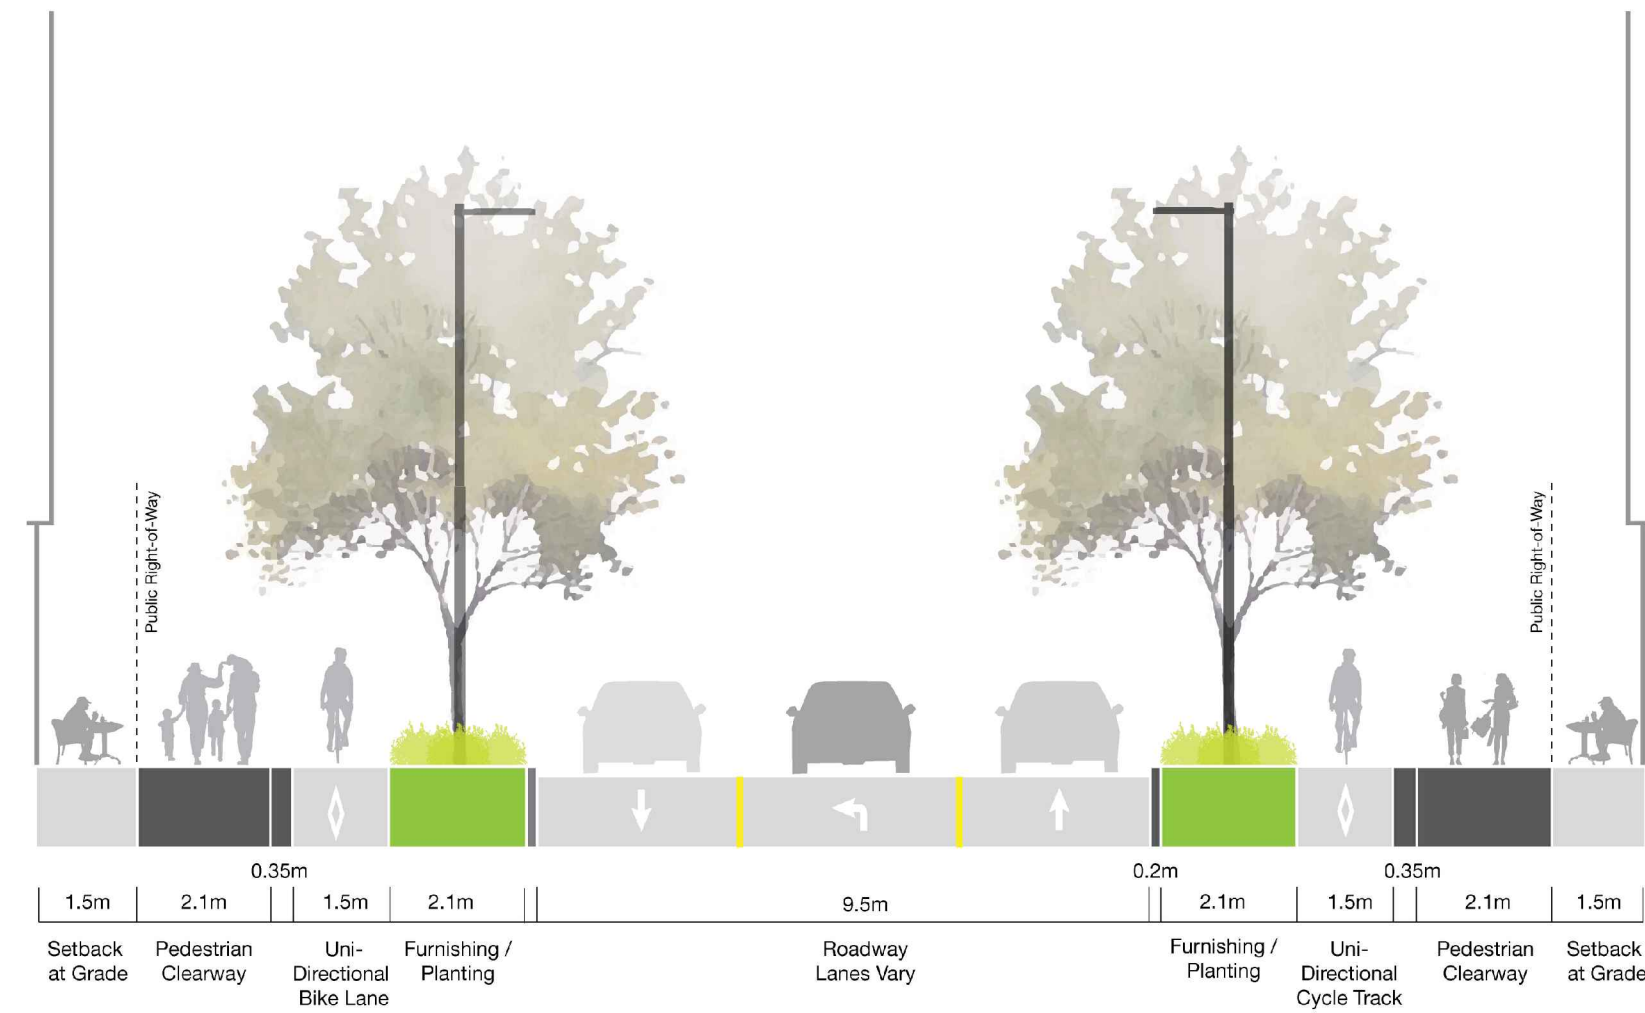 Public Right-of-Way
Public Right-of-Way
0.35m
0.2m
0.35m
1.5m
2.1m
1.5m
2.1m
9.5m
2.1m
1.5m
2.1m
1.5m
Setback
at Grade
Pedestrian
Clearway
Uni-
Directional
Bike Lane
Furnishing /
Planting
Roadway
Lanes Vary
Furnishing /
Planting
Uni-
Directional
Cycle Track
Pedestrian
Clearway
Setback
at Grade